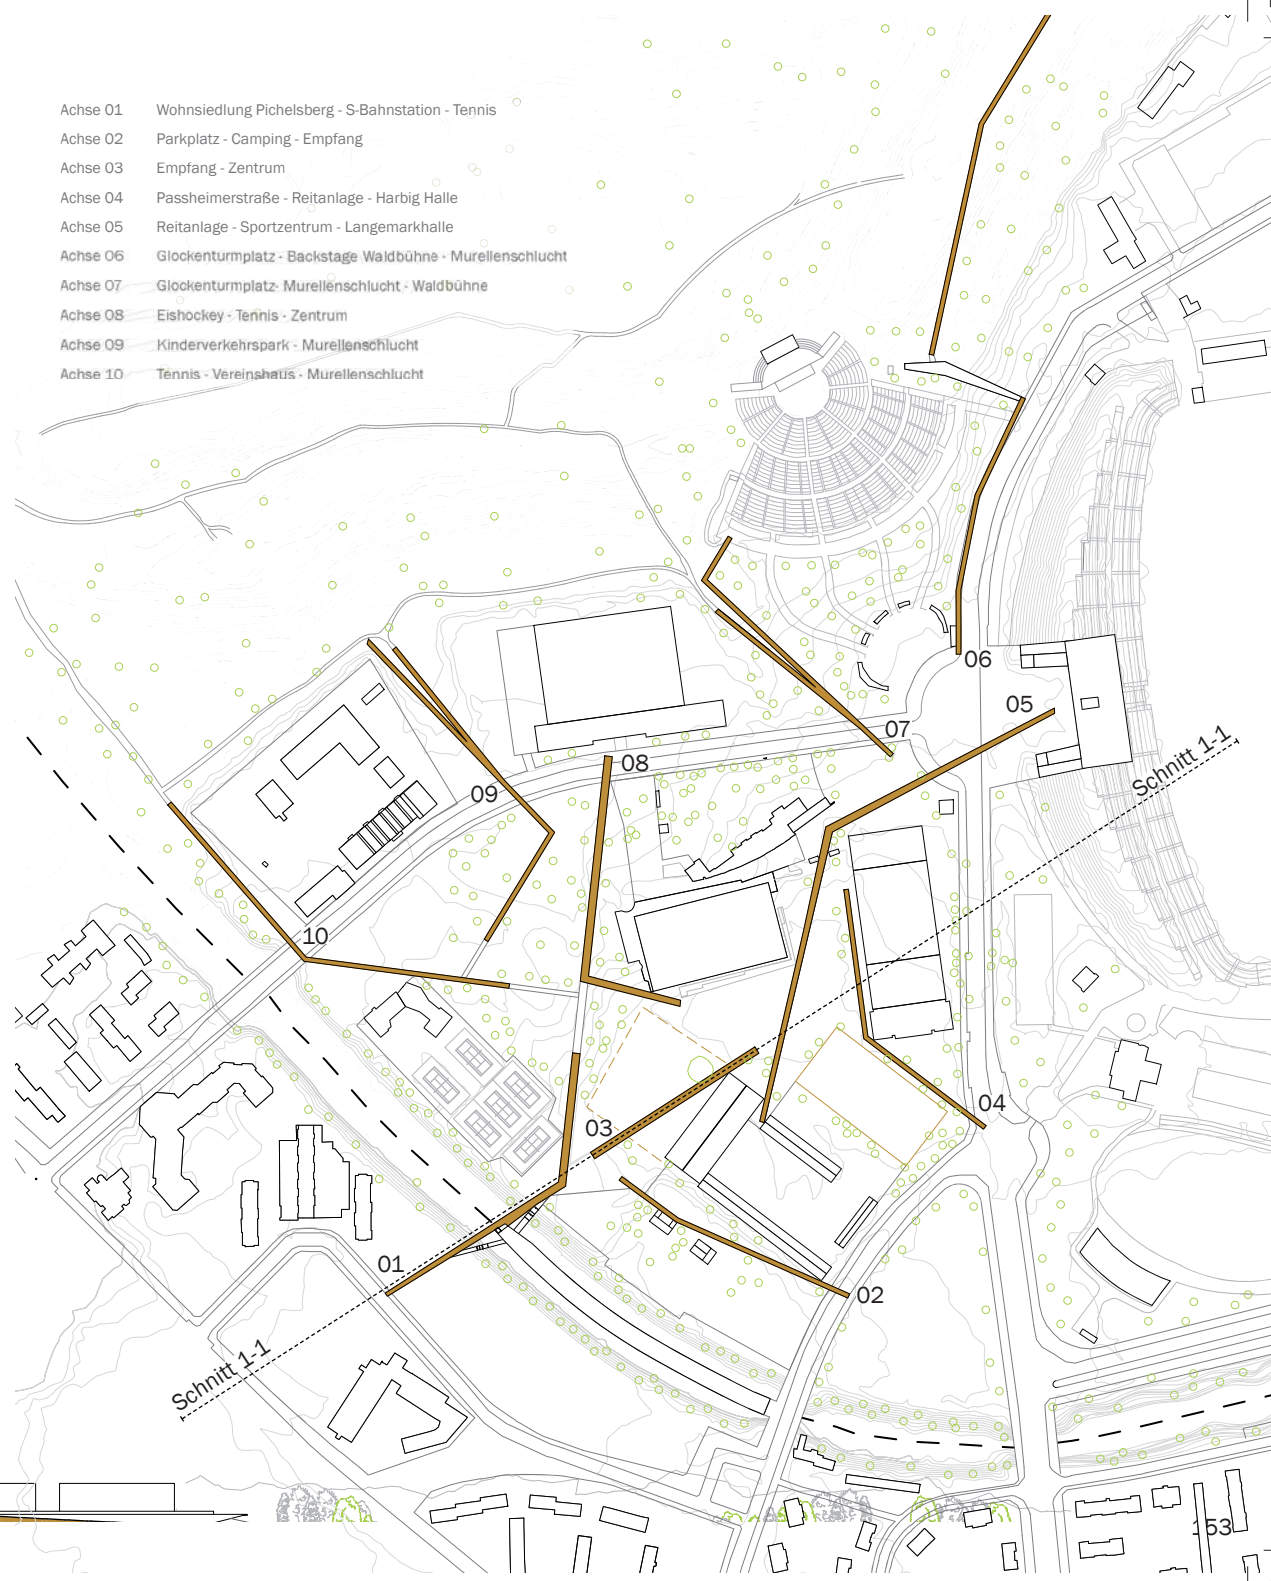 Achse 01 Wohnsiedlung Pichelsberg - S-Bahnstation - Tennis
Achse 02 Parkplatz - Camping - Empfang
Achse 03 Empfang - Zentrum
Achse 04 Passheimerstraße - Reitanlage - Harbig Halle
Achse 05 Reitanlage - Sportzentrum - Langemarkhalle
Achse 06 Glockenturmplatz - Backstage Waldbühne - Murellenschlucht
Achse 07 Glockenturmplatz- Murellenschlucht - Waldbühne
Achse 08 Eishockey - Tennis - Zentrum
Achse 09 Kinderverkehrspark - Murellenschlucht
Achse 10 Tennis - Vereinshaus - Murellenschlucht
06
05
07
Schnitt 1-1
08
09
10
04
03
01
02
Schnitt 1-1
153